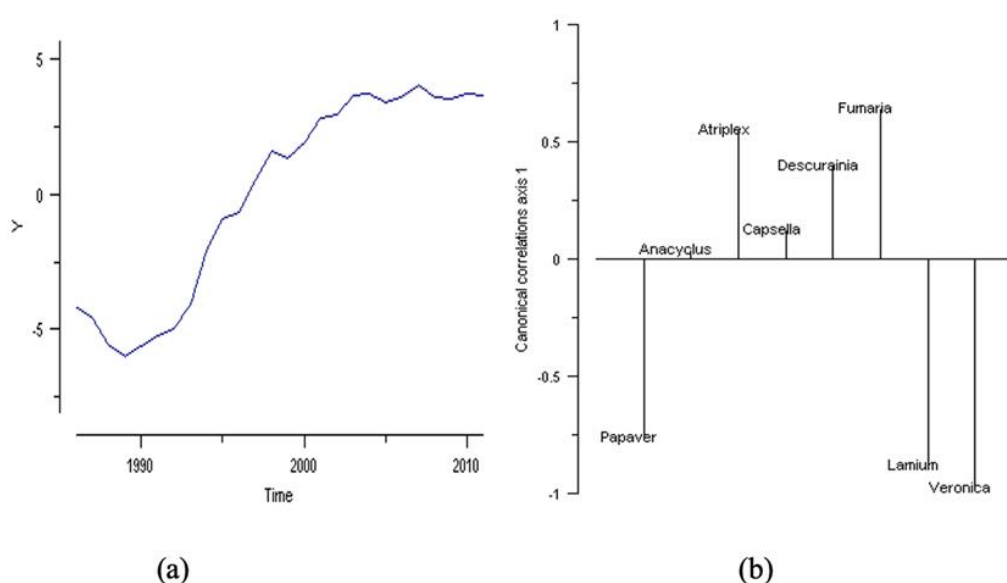 5
0
-5
Y
1990
2000
2010
Time
(a)
1
0.5
0
-0.5
-1
Canonical correlations axis 1
Papaver
Anacyclus
Atriplex
Capsella
Descurainia
Fumaria
Lamium
Veronica
(b)